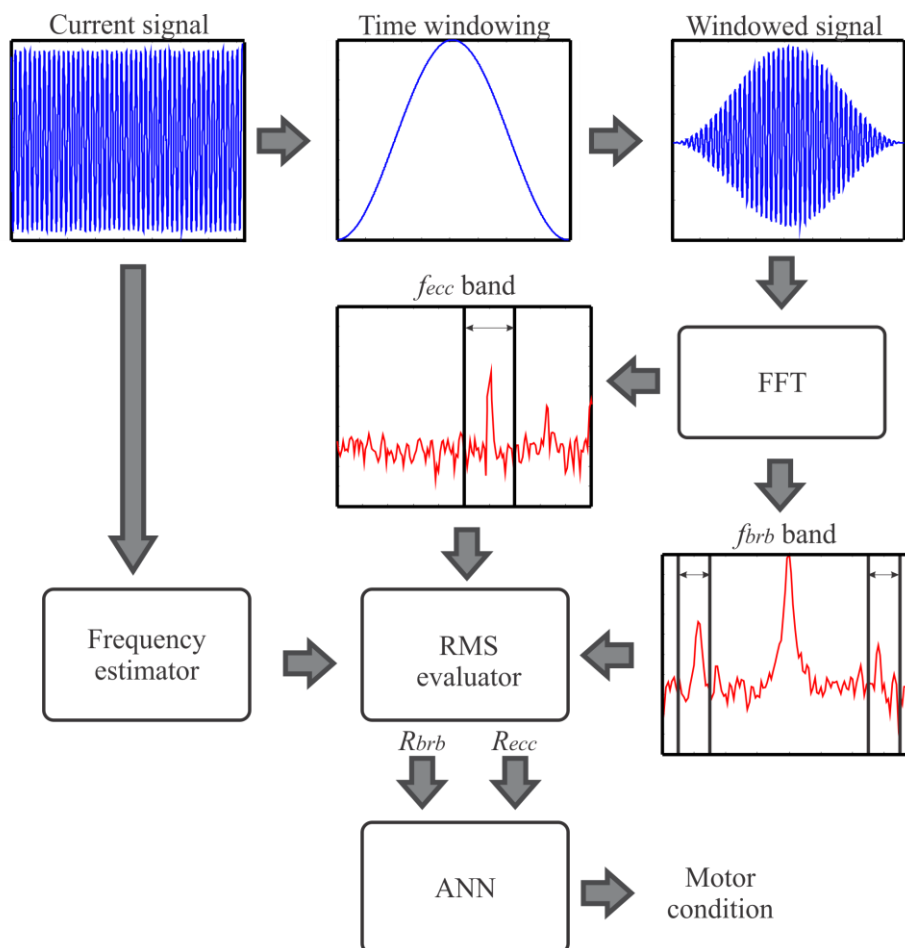 Current signal
Time windowing
Windowed signal
fecc band
FFT
fbrb band
Frequency
estimator
RMS
evaluator
Rbrb
Recc
ANN
Motor
condition